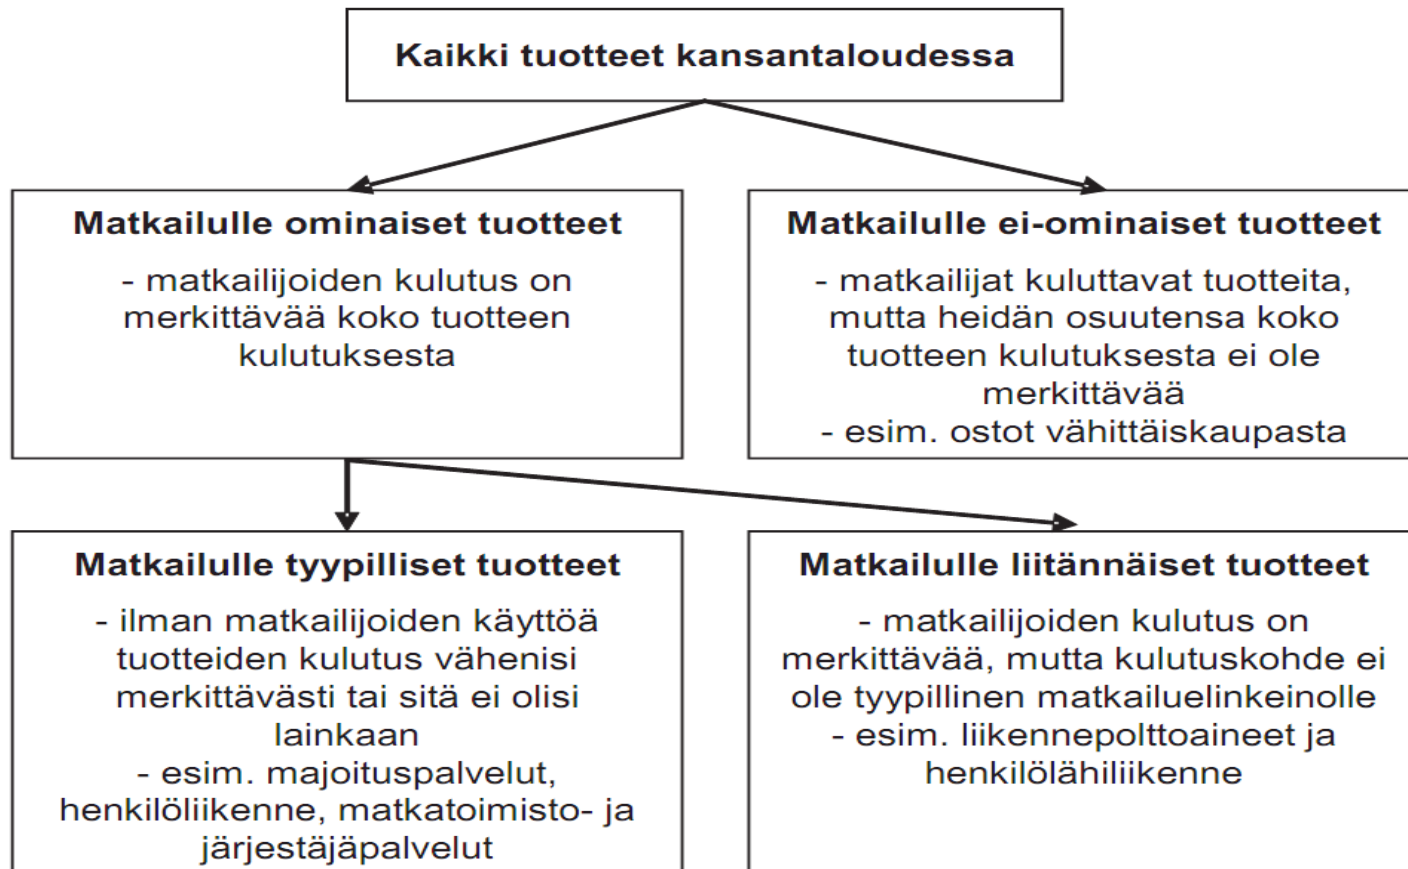 Kaikki tuotteet kansantaloudessa
Matkailulle ominaiset tuotteet
- matkailijoiden kulutus on
merkittävää koko tuotteen
kulutuksesta
Matkailulle ei-ominaiset tuotteet
- matkailijat kuluttavat tuotteita,
mutta heidän osuutensa koko
tuotteen kulutuksesta ei ole
merkittävää
- esim. ostot vähittäiskaupasta
Matkailulle tyypilliset tuotteet
- ilman matkailijoiden käyttöä
tuotteiden kulutus vähenisi
merkittävästi tai sitä ei olisi
lainkaan
- esim. majoituspalvelut,
henkilöliikenne, matkatoimisto- ja
järjestäjäpalvelut
Matkailulle liitännäiset tuotteet
- matkailijoiden kulutus on
merkittävää, mutta kulutuskohde ei
ole tyypillinen matkailuelinkeinolle
- esim. liikennepolttoaineet ja
henkilölähiliikenne